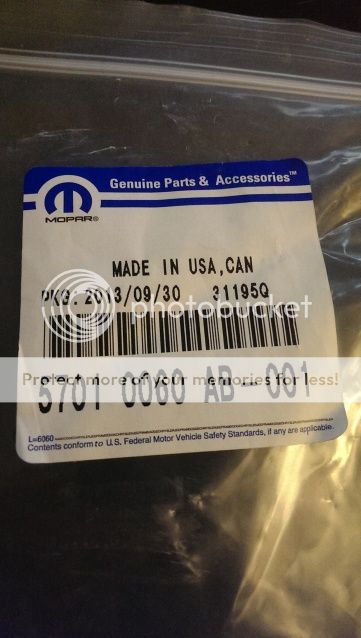 Genuine Parts & Accessories™
MOPAR®
MADE IN USA,CAN
PKG. 2013/09/30 31195Q
photobucket
Protect more of your memories for less!
5701 0060 AB - 001
L=6060
Contents conform to U.S. Federal Motor Vehicle Safety Standards, if any are applicable.